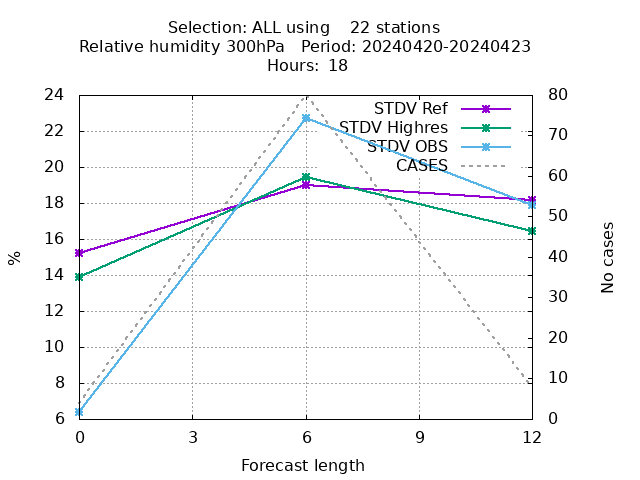 Selection: ALL using    22 stations
Relative humidity 300hPa   Period: 20240420-20240423
Hours: 18
24
22
20
18
16
14
12
10
8
6
%
STDV Ref
STDV Highres
STDV OBS
CASES
80
70
60
50
40
30
20
10
0
No cases
0 3 6 9 12
Forecast length